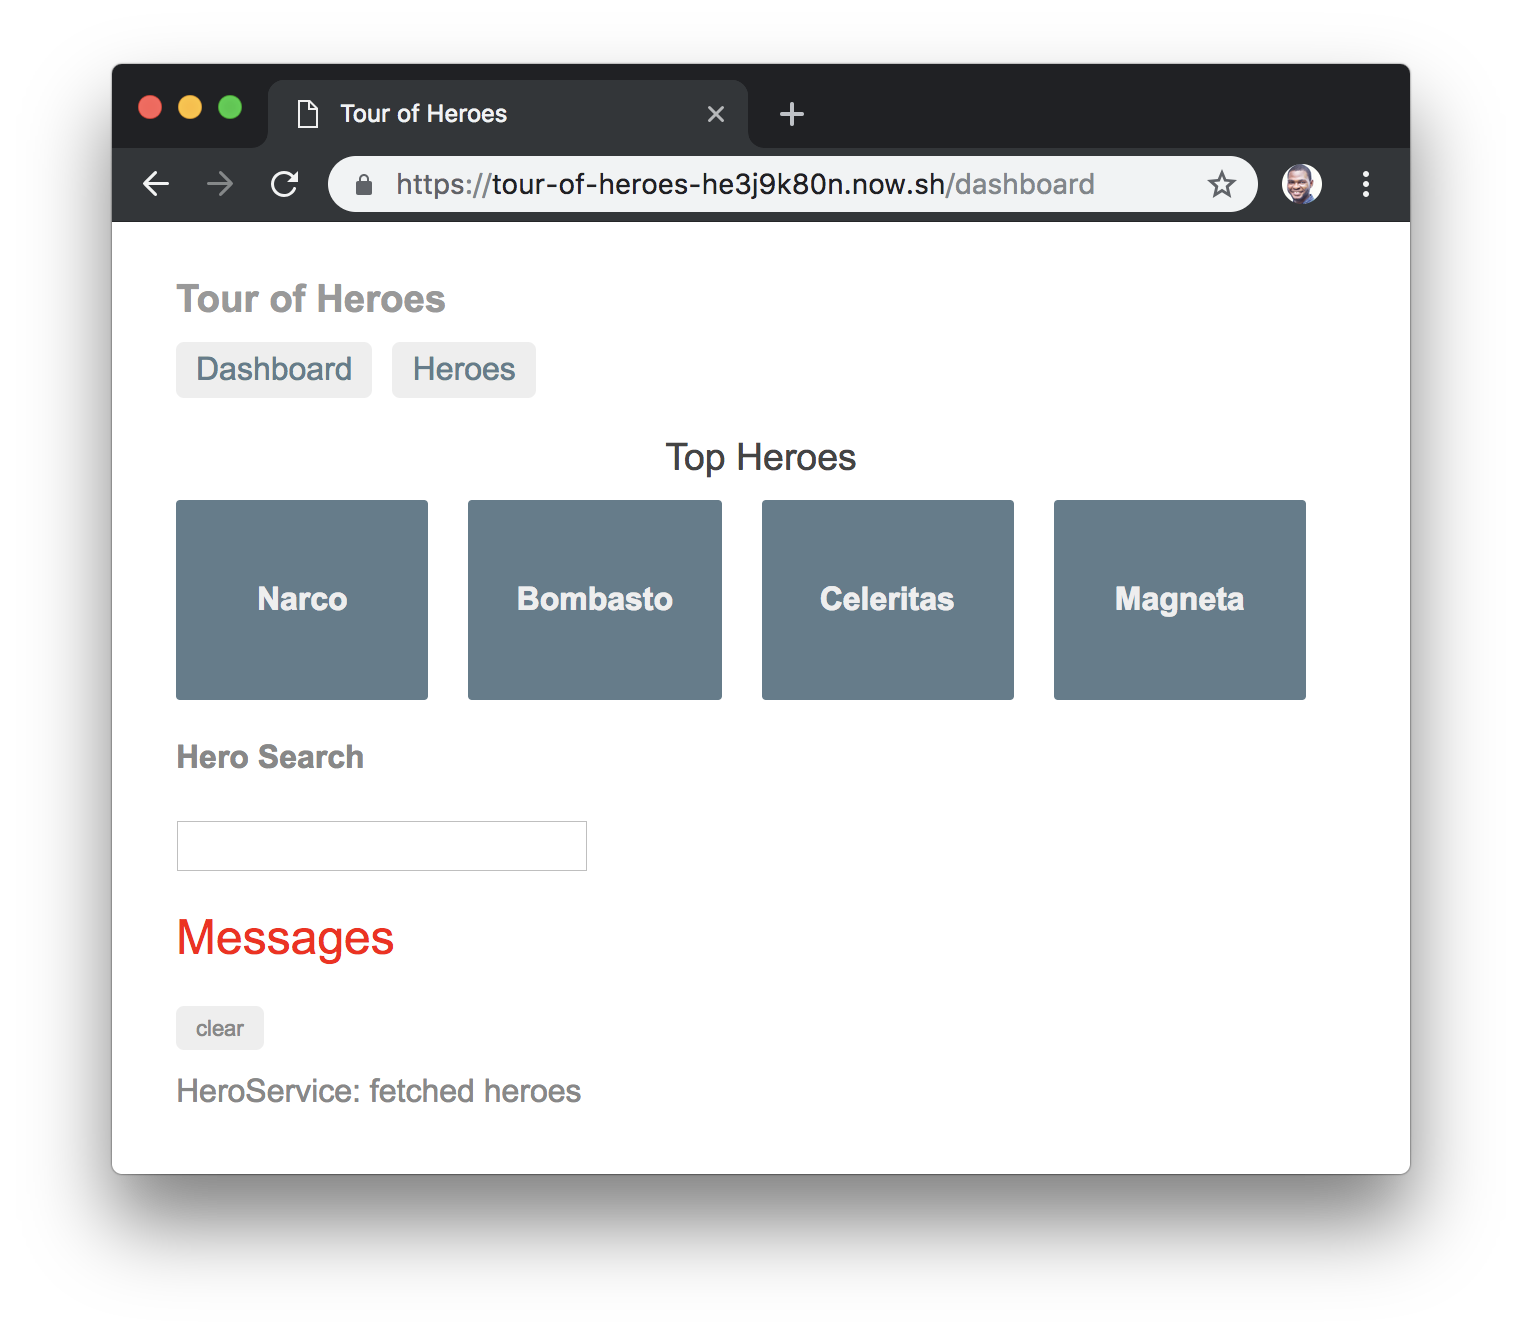 Tour of Heroes
https://tour-of-heroes-he3j9k80n.now.sh/dashboard
Tour of Heroes
Dashboard Heroes
Top Heroes
Narco Bombasto Celeritas Magneta
Hero Search
Messages
clear
HeroService: fetched heroes